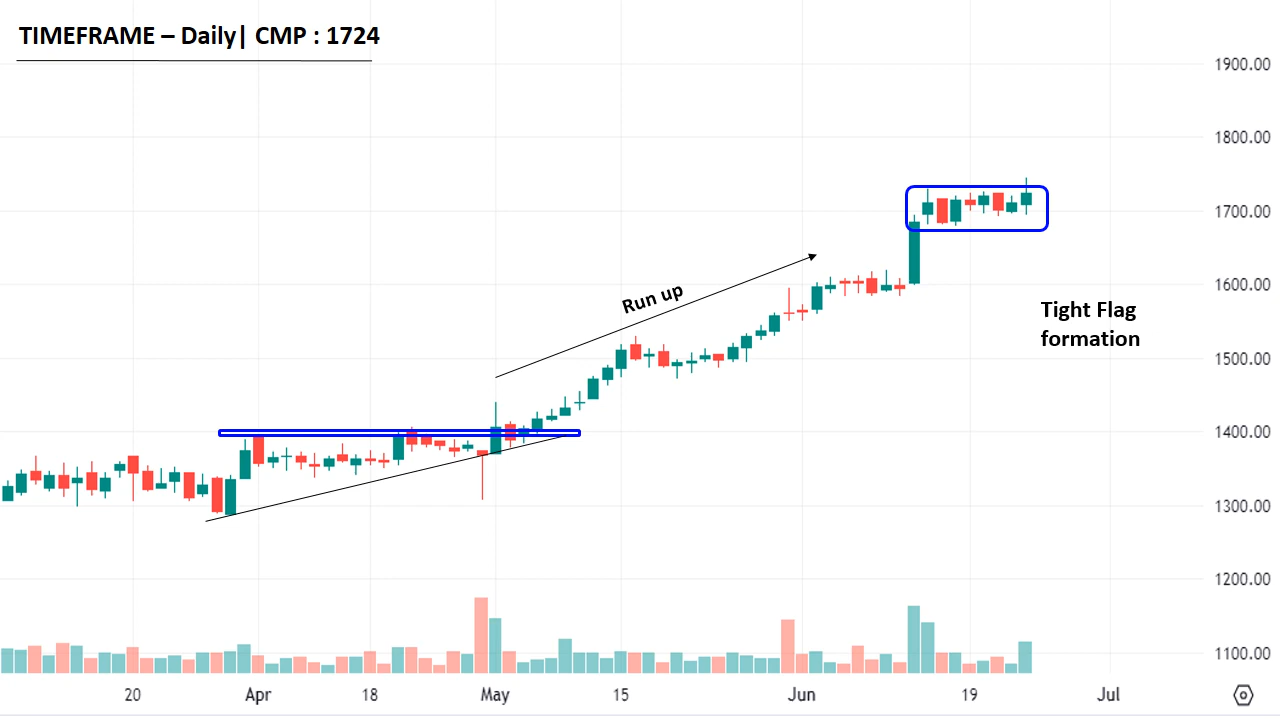 TIMEFRAME – Daily| CMP : 1724
1900.00
1800.00
1700.00
1600.00
Run up
Tight Flag
formation
1500.00
1400.00
1300.00
1200.00
1100.00
20 Apr 18 May 15 Jun 19 Jul